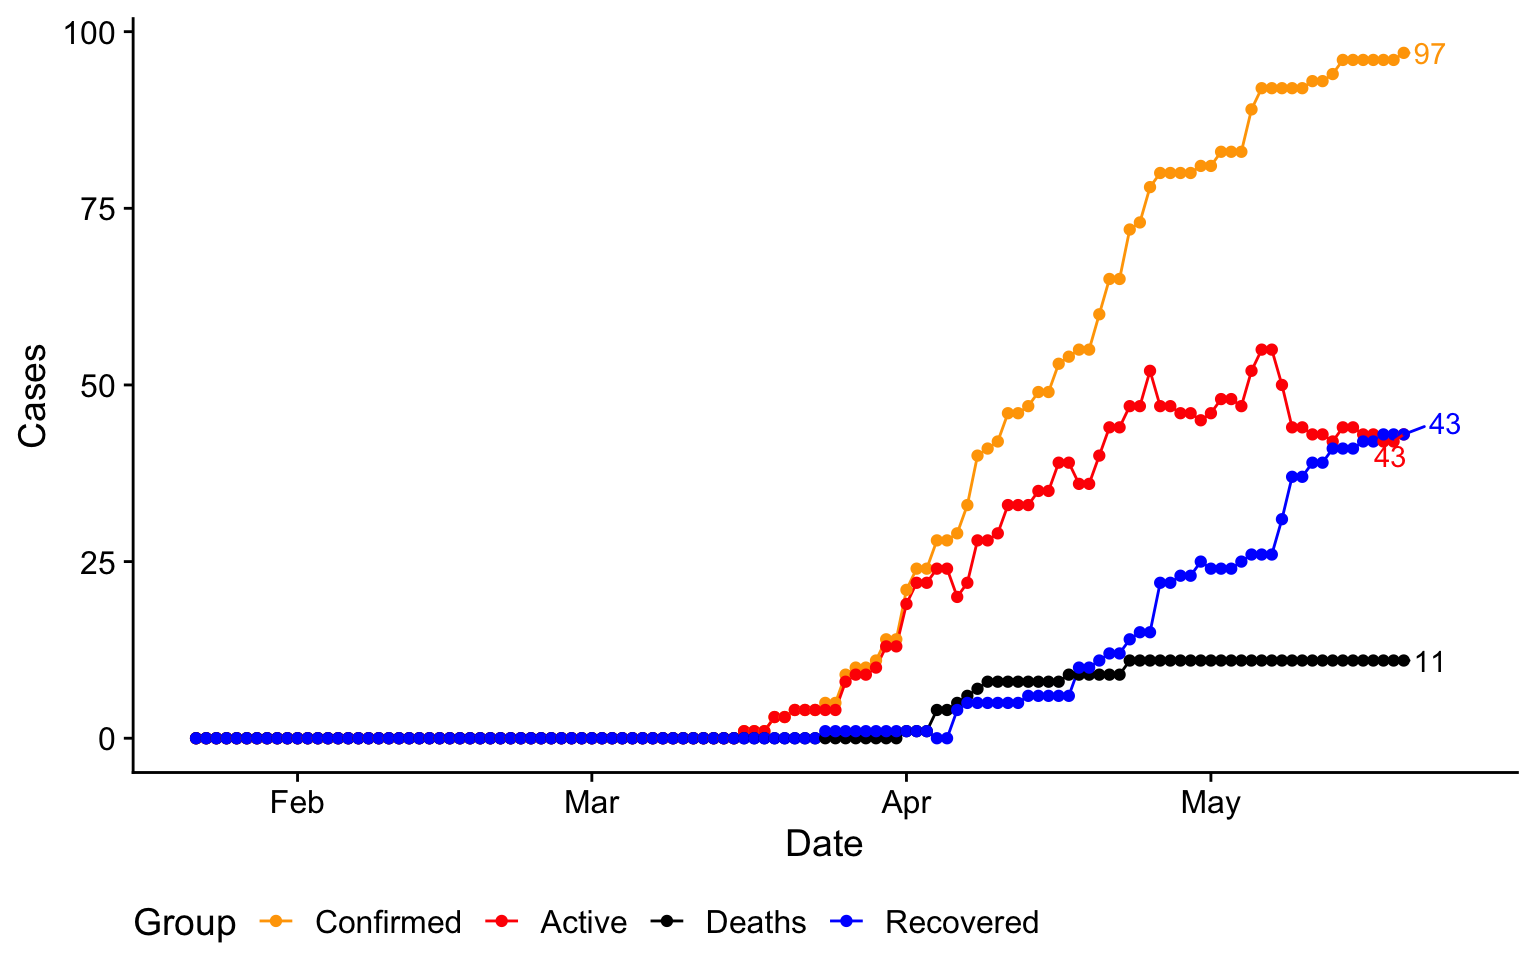 100
97
75
Cases
50
43
43
25
11
0
Feb Mar Apr May
Date
Group Confirmed Active Deaths Recovered